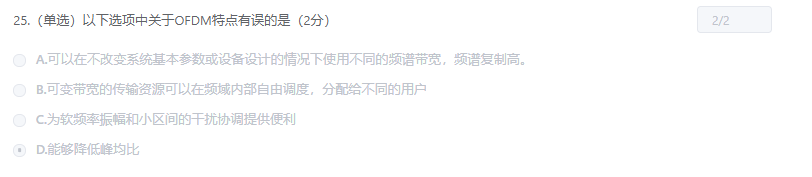 25.（单选）以下选项中关于OFDM特点有误的是（2分）
2/2
A.可以在不改变系统基本参数或设备设计的情况下使用不同的频谱带宽，频谱复制高。
B.可变带宽的传输资源可以在频域内部自由调度，分配给不同的用户
C.为软频率振幅和小区间的干扰协调提供便利
D.能够降低峰均比